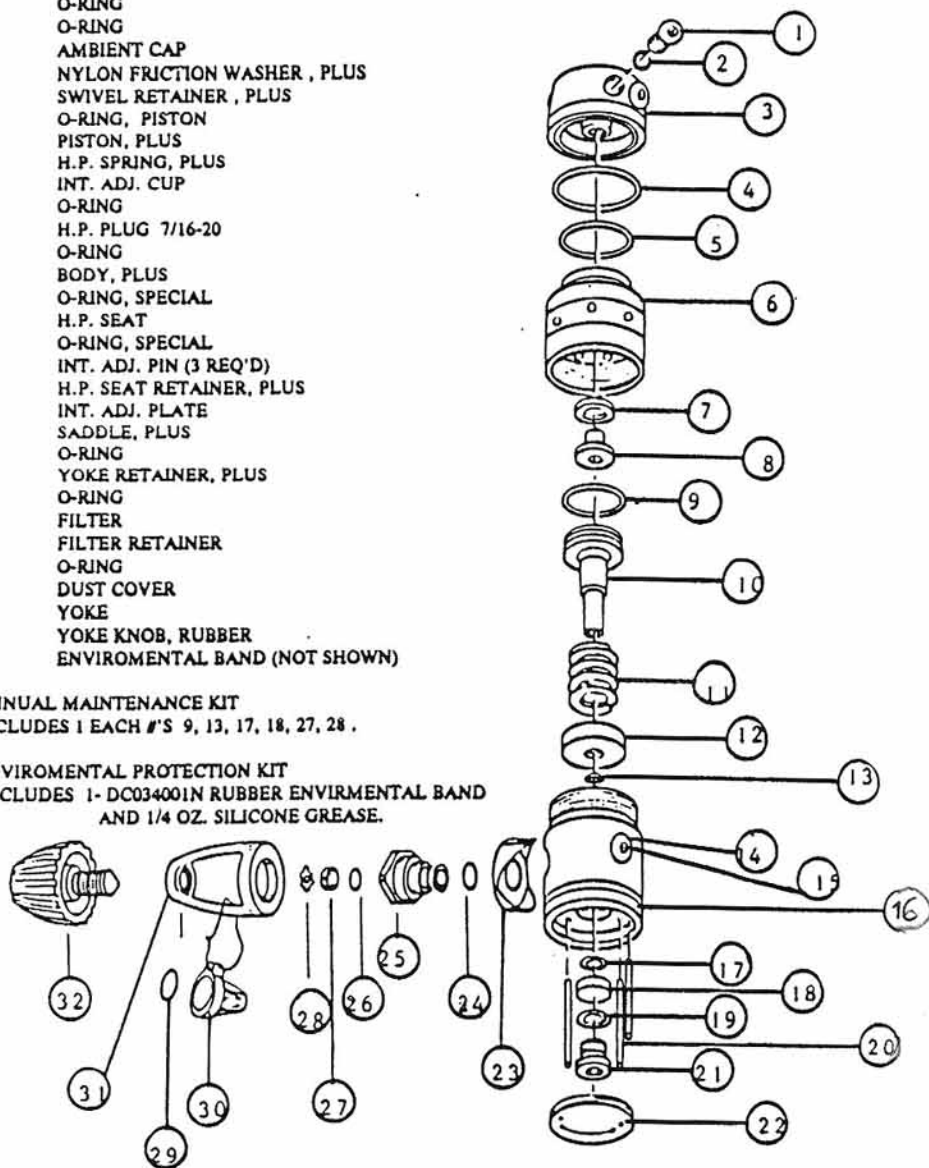 O-RING
O-RING
AMBIENT CAP
NYLON FRICTION WASHER , PLUS
SWIVEL RETAINER , PLUS
O-RING, PISTON
PISTON, PLUS
H.P. SPRING, PLUS
INT. ADJ. CUP
O-RING
H.P. PLUG 7/16-20
O-RING
BODY, PLUS
O-RING, SPECIAL
H.P. SEAT
O-RING, SPECIAL
INT. ADJ. PIN (3 REQ'D)
H.P. SEAT RETAINER, PLUS
INT. ADJ. PLATE
SADDLE, PLUS
O-RING
YOKE RETAINER, PLUS
O-RING
FILTER
FILTER RETAINER
O-RING
DUST COVER
YOKE
YOKE KNOB, RUBBER
ENVIROMENTAL BAND (NOT SHOWN)
NNUAL MAINTENANCE KIT
CLUDES 1 EACH #'S 9, 13, 17, 18, 27, 28 .
VIROMENTAL PROTECTION KIT
CLUDES 1- DC034001N RUBBER ENVIRMENTAL BAND
AND 1/4 OZ. SILICONE GREASE.
1
2
3
4
5
6
7
8
9
10
11
12
13
14
15
16
17
18
19
20
21
22
23
24
25
26
27
28
29
30
31
32